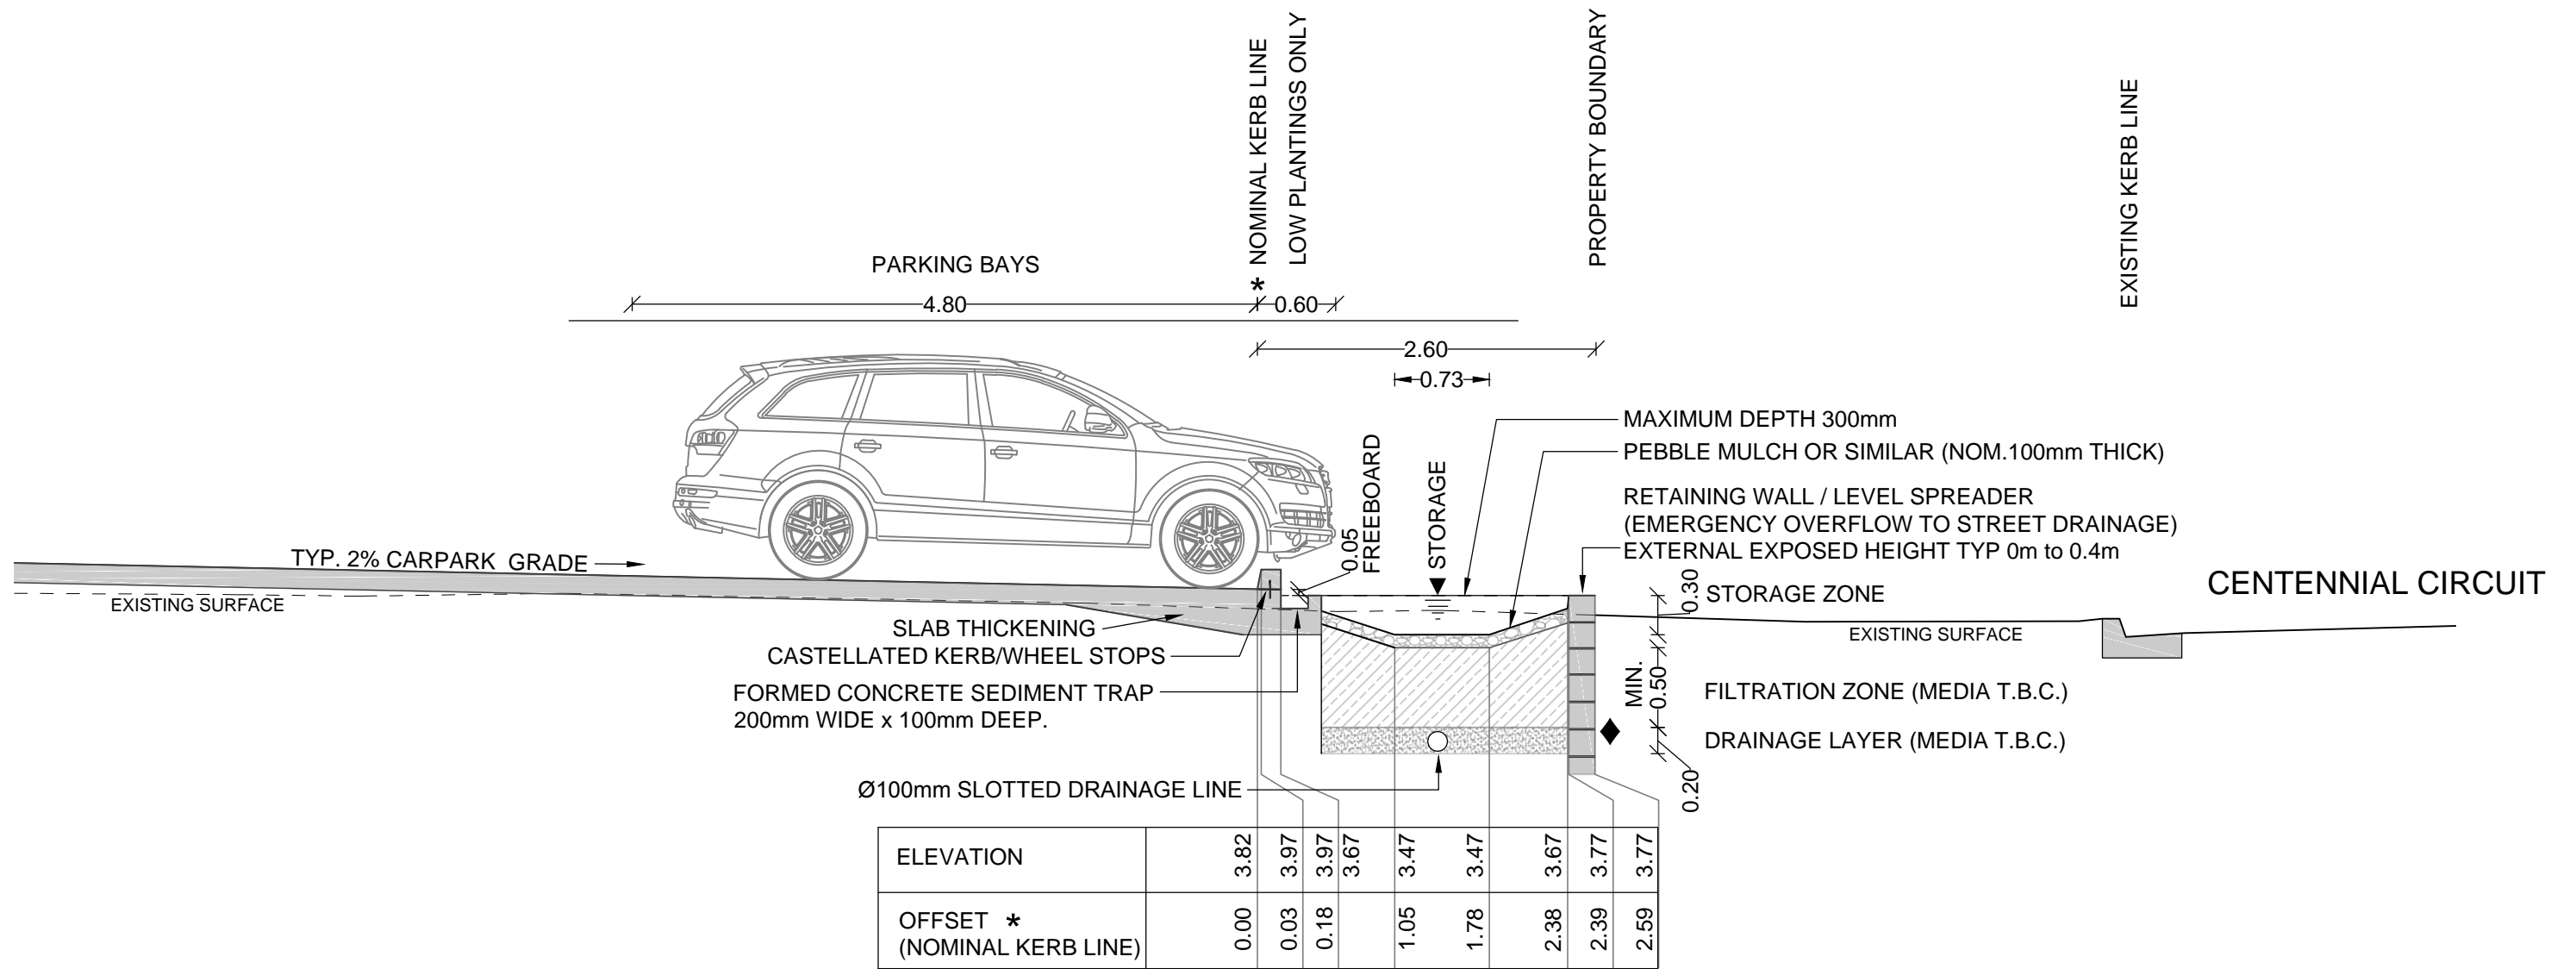 * NOMINAL KERB LINE
LOW PLANTINGS ONLY
PROPERTY BOUNDARY
EXISTING KERB LINE
PARKING BAYS
4.80
0.60
2.60
0.73
MAXIMUM DEPTH 300mm
PEBBLE MULCH OR SIMILAR (NOM.100mm THICK)
RETAINING WALL / LEVEL SPREADER
(EMERGENCY OVERFLOW TO STREET DRAINAGE)
EXTERNAL EXPOSED HEIGHT TYP 0m to 0.4m
0.05
FREEBOARD
STORAGE
TYP. 2% CARPARK GRADE
EXISTING SURFACE
0.30
STORAGE ZONE
CENTENNIAL CIRCUIT
EXISTING SURFACE
SLAB THICKENING
CASTELLATED KERB/WHEEL STOPS
FORMED CONCRETE SEDIMENT TRAP
200mm WIDE x 100mm DEEP.
MIN.
0.50
FILTRATION ZONE (MEDIA T.B.C.)
DRAINAGE LAYER (MEDIA T.B.C.)
0.20
Ø100mm SLOTTED DRAINAGE LINE
ELEVATION 3.82 3.97 3.97 3.67 3.47 3.47 3.67 3.77 3.77
OFFSET * 0.00 0.03 0.18 1.05 1.78 2.38 2.39 2.59
(NOMINAL KERB LINE)